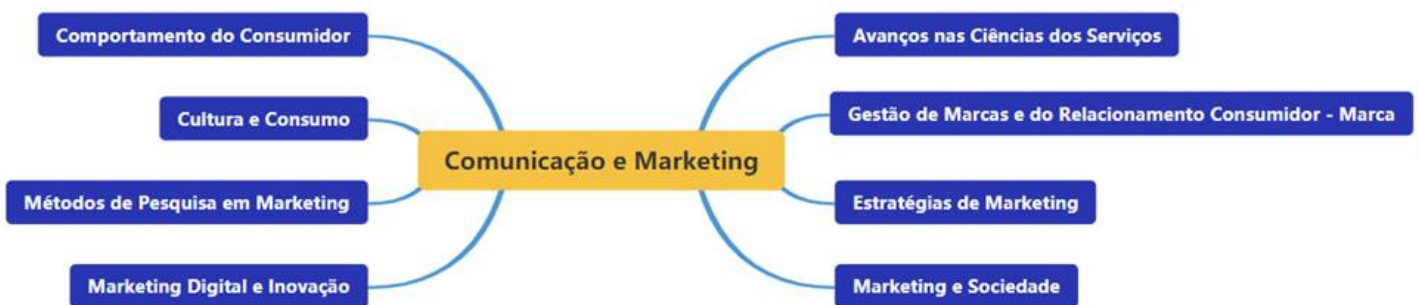 Comportamento do Consumidor
Cultura e Consumo
Métodos de Pesquisa em Marketing
Marketing Digital e Inovação
Comunicação e Marketing
Avanços nas Ciências dos Serviços
Gestão de Marcas e do Relacionamento Consumidor - Marca
Estratégias de Marketing
Marketing e Sociedade